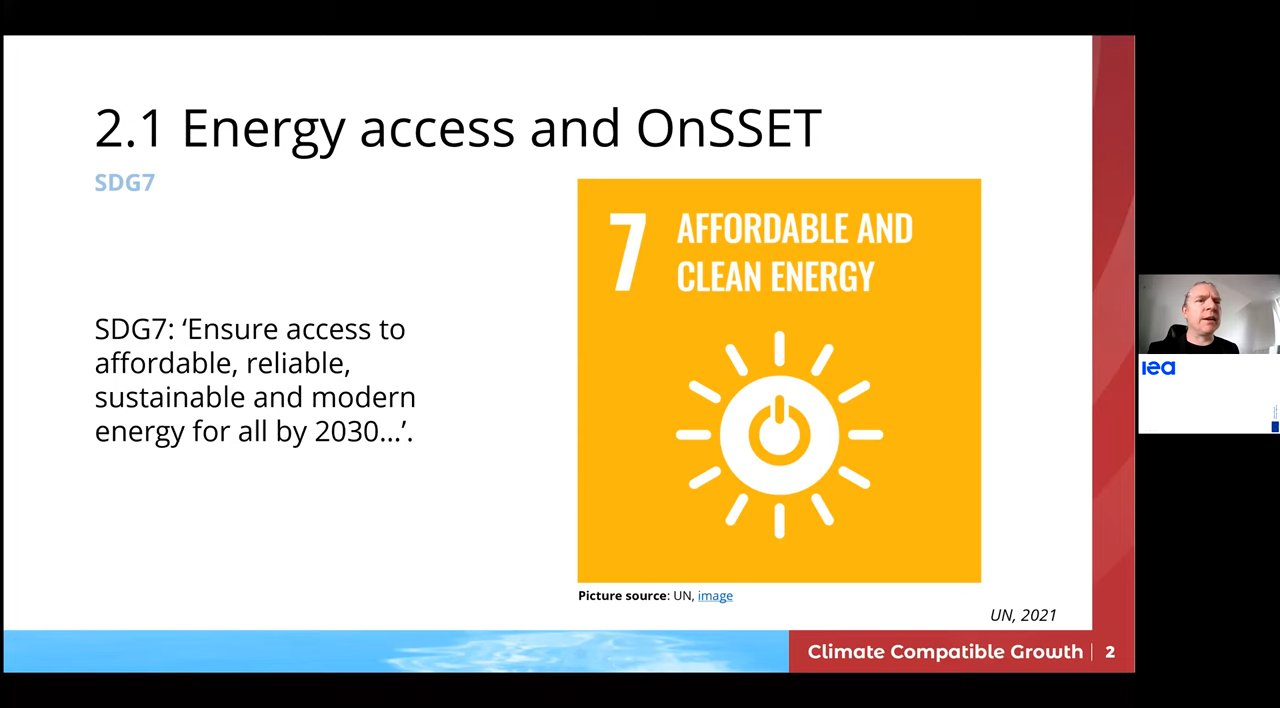 2.1 Energy access and OnSSET
SDG7
SDG7: ‘Ensure access to
affordable, reliable,
sustainable and modern
energy for all by 2030…’.
7 AFFORDABLE AND
CLEAN ENERGY
Picture source: UN, image
UN, 2021
Climate Compatible Growth | 2
iea